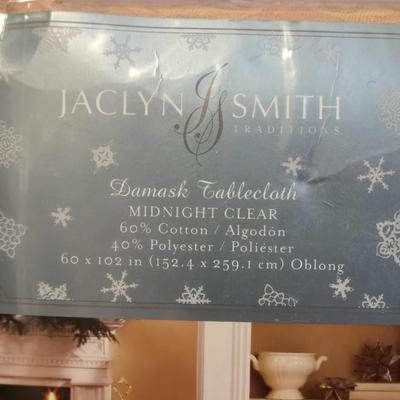 JACLYN JS SMITH
TRADITIONS
Damask Tablecloth
MIDNIGHT CLEAR
60% Cotton / Algodón
40% Polyester / Poliéster
60 x 102 in (152.4 x 259.1 cm) Oblong